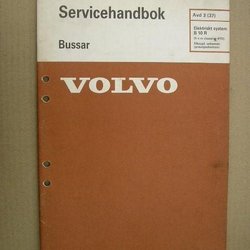 Servicehandbok
Bussar
Avd 3 (37)
Elektriskt system
B 10 R
VOLVO